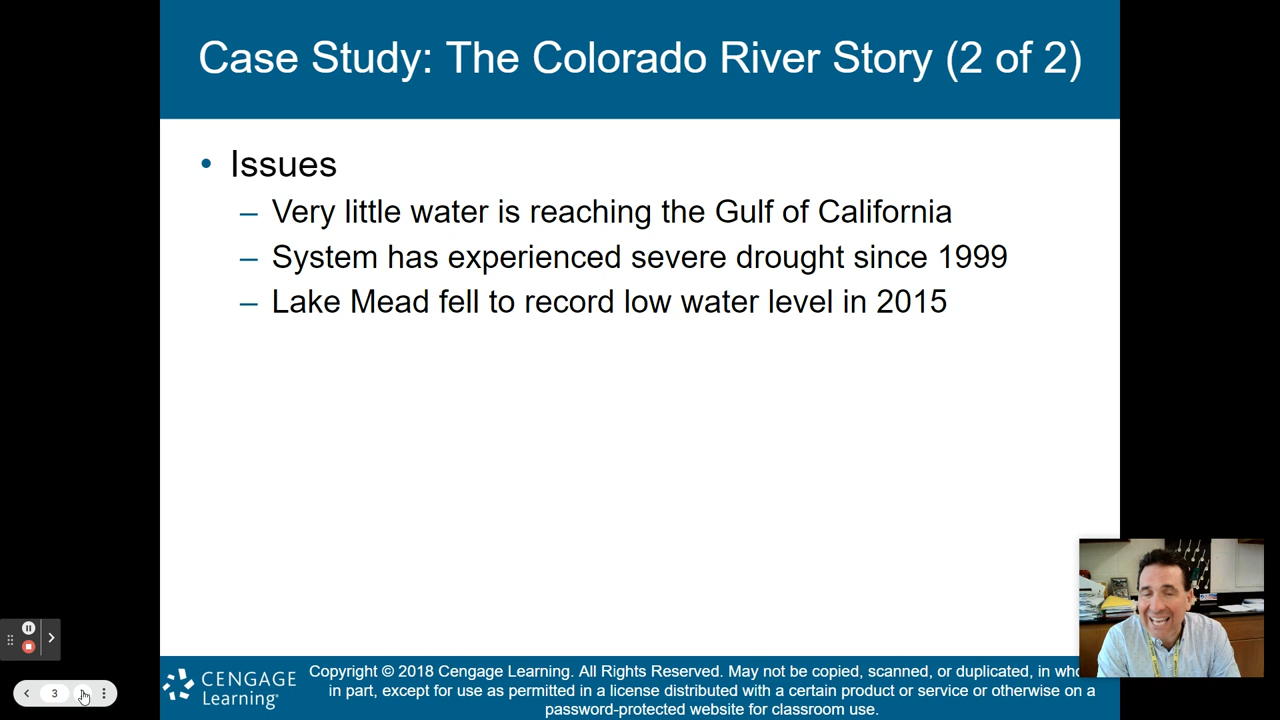 Case Study: The Colorado River Story (2 of 2)
• Issues
– Very little water is reaching the Gulf of California
– System has experienced severe drought since 1999
– Lake Mead fell to record low water level in 2015
CENGAGE
Learning
Copyright © 2018 Cengage Learning. All Rights Reserved. May not be copied, scanned, or duplicated, in
in part, except for use as permitted in a license distributed with a certain product or service or otherwise on a
password-protected website for classroom use.
3